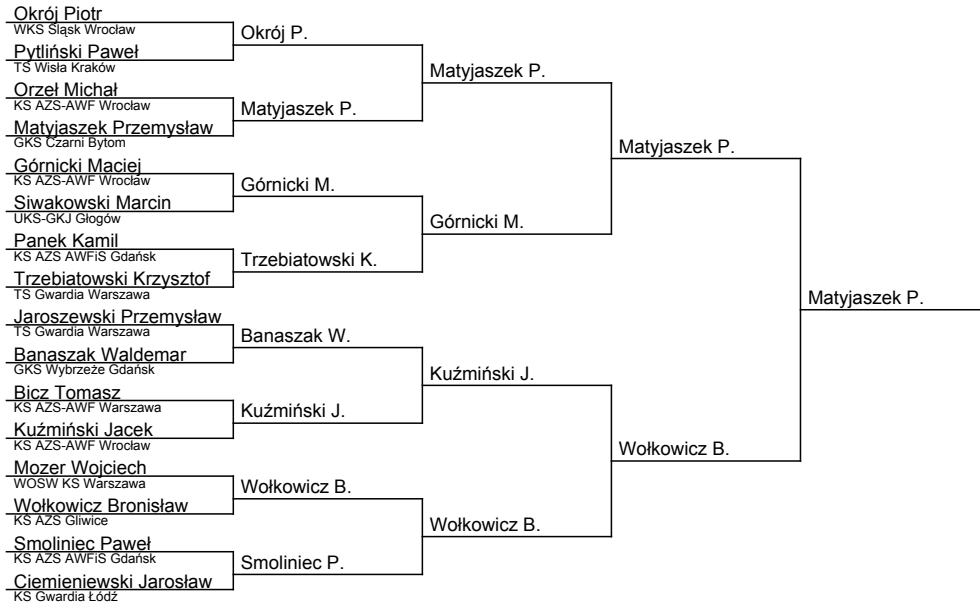 Okrój Piotr
WKS Śląsk Wrocław
Pytliński Paweł
TS Wisła Kraków
Orzeł Michał
KS AZS-AWF Wrocław
Matyjaszek Przemysław
GKS Czarni Bytom
Górnicki Maciej
KS AZS-AWF Wrocław
Siwakowski Marcin
UKS-GKJ Głogów
Panek Kamil
KS AZS AWFiS Gdańsk
Trzebiatowski Krzysztof
TS Gwardia Warszawa
Jaroszewski Przemysław
TS Gwardia Warszawa
Banaszak Waldemar
GKS Wybrzeże Gdańsk
Bicz Tomasz
KS AZS-AWF Warszawa
Kuźmiński Jacek
KS AZS-AWF Wrocław
Mozer Wojciech
WOSW KS Warszawa
Wołkowicz Bronisław
KS AZS Gliwice
Smoliniec Paweł
KS AZS AWFiS Gdańsk
Ciemieniewski Jarosław
KS Gwardia Łódź
Okrój P.
Matyjaszek P.
Górnicki M.
Trzebiatowski K.
Banaszak W.
Kuźmiński J.
Wołkowicz B.
Smoliniec P.
Matyjaszek P.
Górnicki M.
Kuźmiński J.
Wołkowicz B.
Matyjaszek P.
Wołkowicz B.
Matyjaszek P.